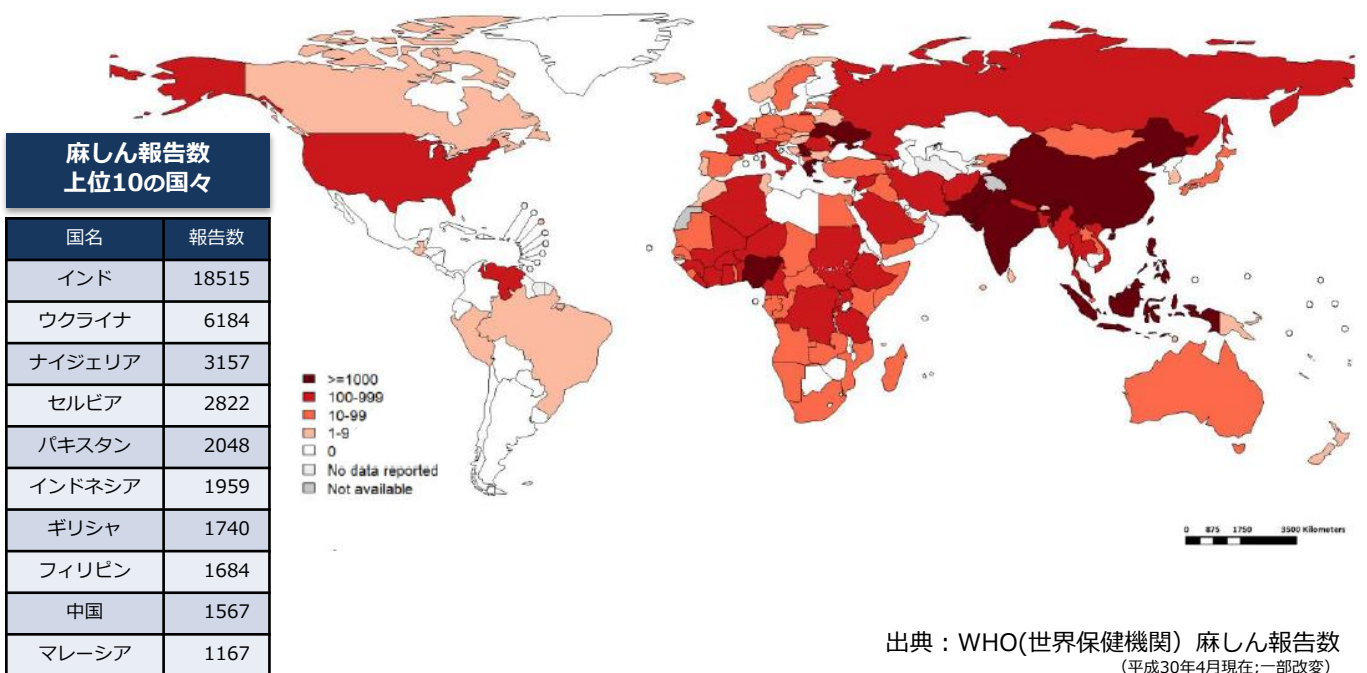 麻しん報告数
上位10の国々
国名 報告数
インド 18515
ウクライナ 6184
ナイジェリア 3157
セルビア 2822
パキスタン 2048
インドネシア 1959
ギリシャ 1740
フィリピン 1684
中国 1567
マレーシア 1167
>=1000
100-999
10-99
1-9
0
No data reported
Not available
0 875 1750 3500 Kilometers
出典：WHO(世界保健機関）麻しん報告数
（平成30年4月現在;一部改変）